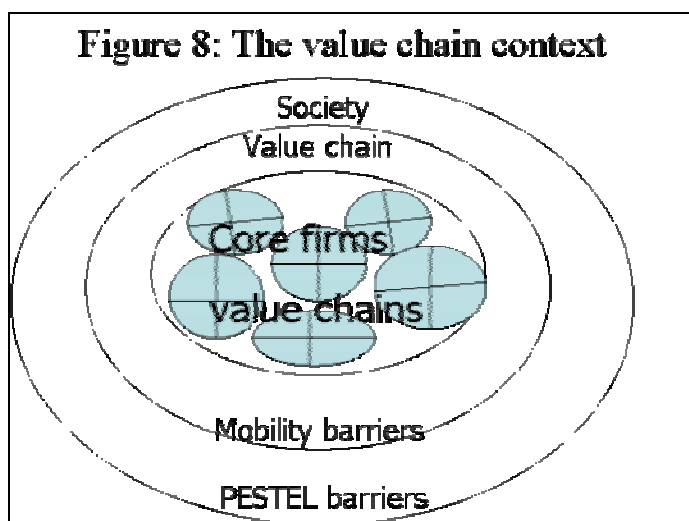 Figure 8: The value chain context
Society
Value chain
Core firms
value chains
Mobility barriers
PESTEL barriers